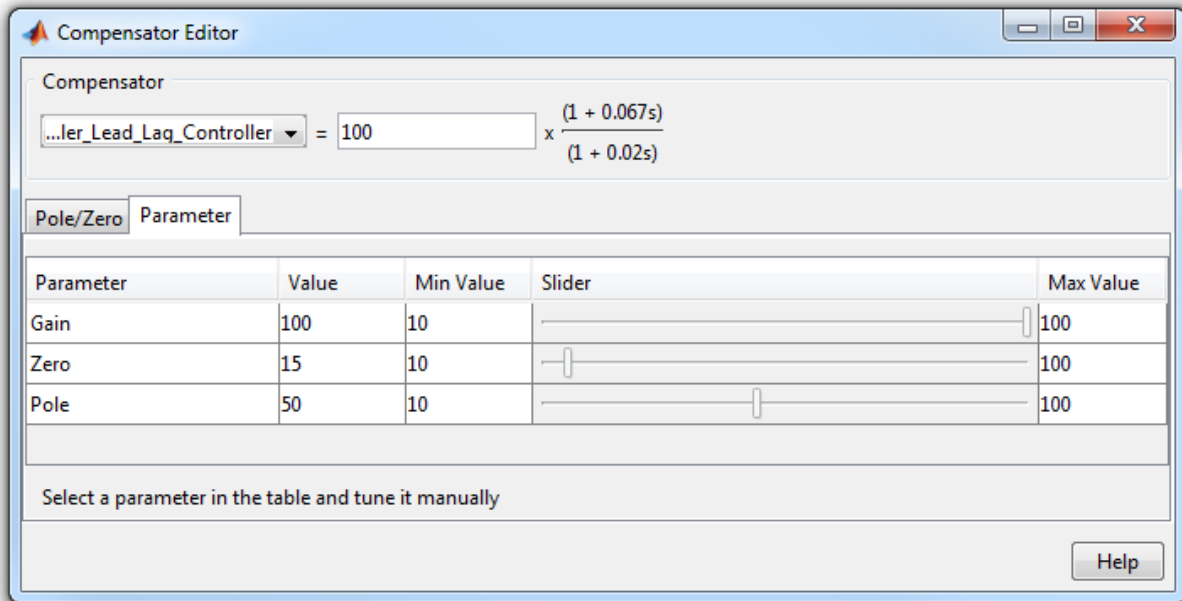 Compensator Editor
Compensator
...ler_Lead_Lag_Controller = 100 x (1 + 0.067s)
(1 + 0.02s)
Pole/Zero Parameter
Parameter Value Min Value Slider Max Value
Gain 100 10 100
Zero 15 10 100
Pole 50 10 100
Select a parameter in the table and tune it manually
Help